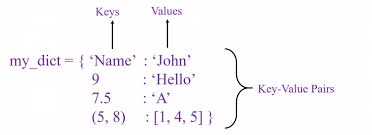 Keys Values
my_dict = { ‘Name’ : ‘John’
9 : ‘Hello’
7.5 : ‘A’
(5, 8) : [1, 4, 5] }
Key-Value Pairs